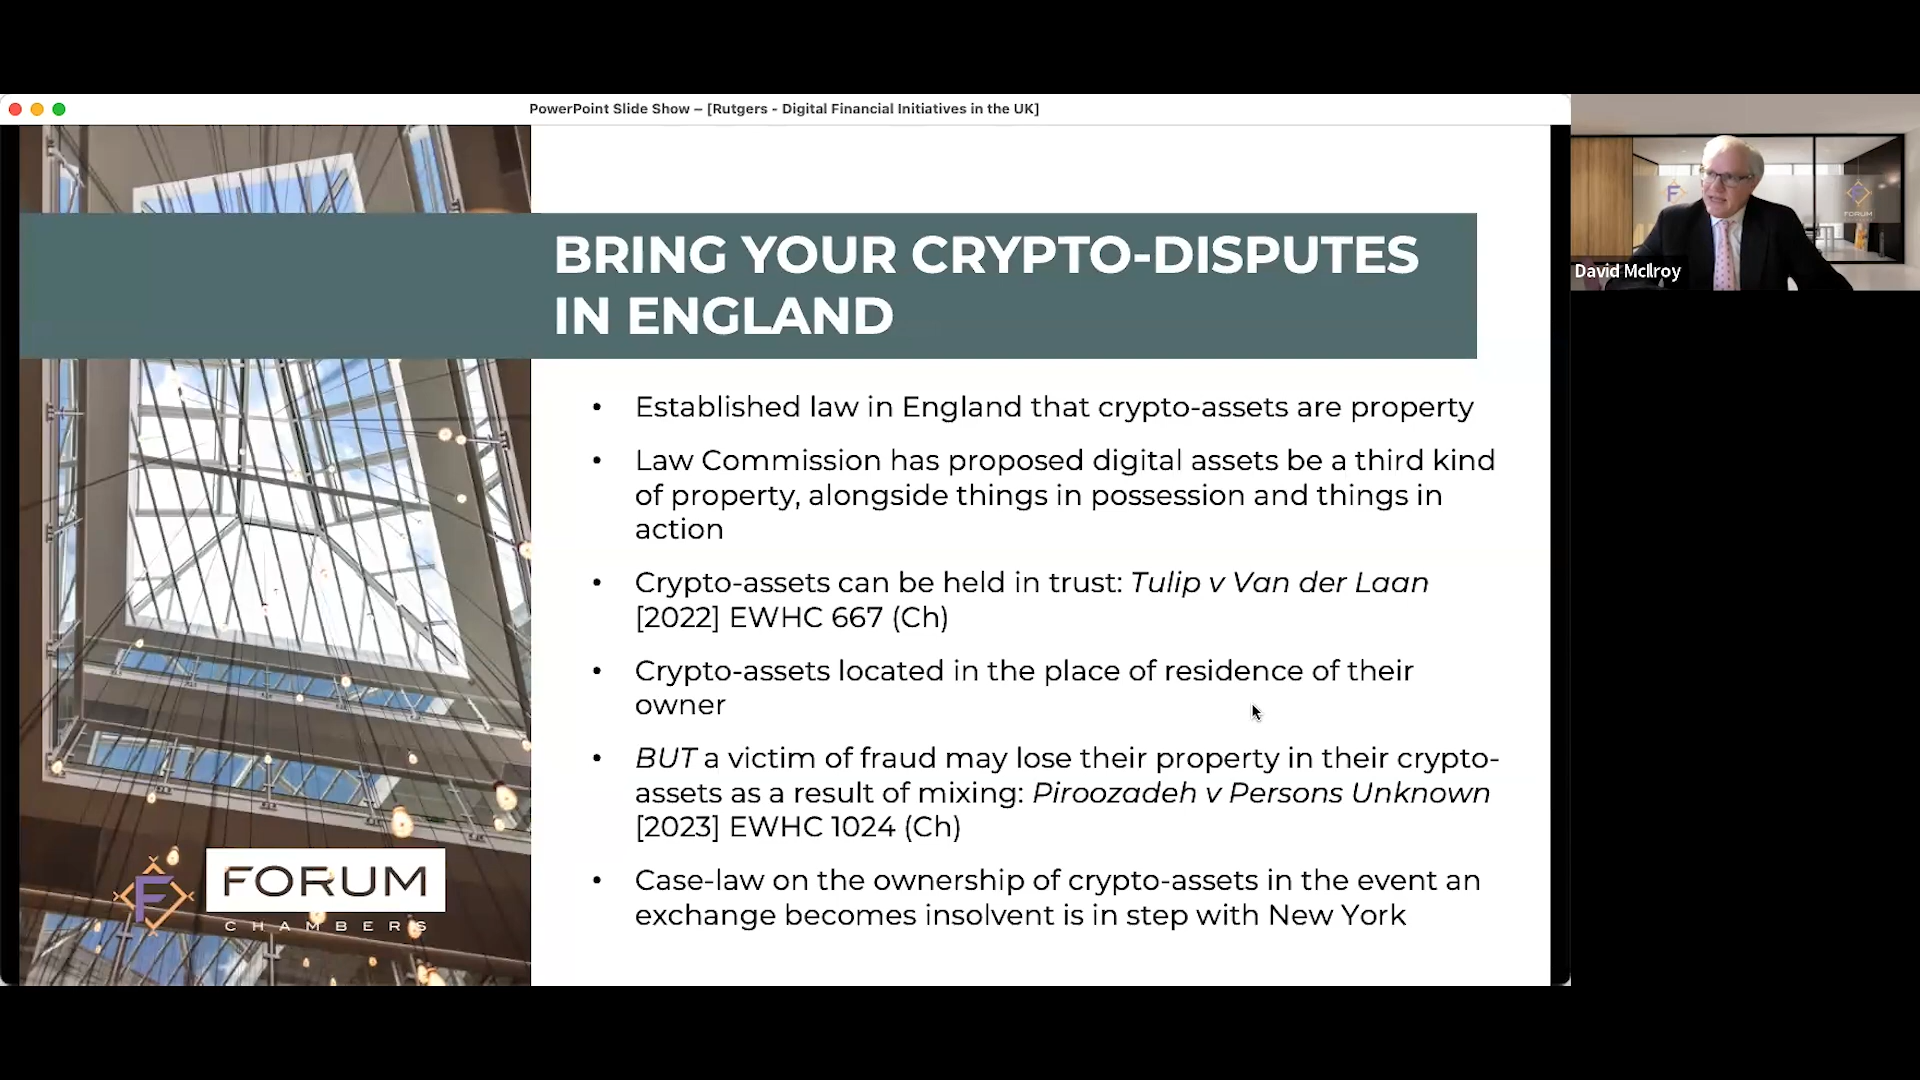 PowerPoint Slide Show – [Rutgers - Digital Financial Initiatives in the UK]
BRING YOUR CRYPTO-DISPUTES
IN ENGLAND
• Established law in England that crypto-assets are property
• Law Commission has proposed digital assets be a third kind
of property, alongside things in possession and things in
action
• Crypto-assets can be held in trust: Tulip v Van der Laan
[2022] EWHC 667 (Ch)
• Crypto-assets located in the place of residence of their
owner
• BUT a victim of fraud may lose their property in their crypto-
assets as a result of mixing: Piroozadeh v Persons Unknown
[2023] EWHC 1024 (Ch)
• Case-law on the ownership of crypto-assets in the event an
exchange becomes insolvent is in step with New York
F
FORUM
CHAMBERS
F
F
FORUM
David McIlroy